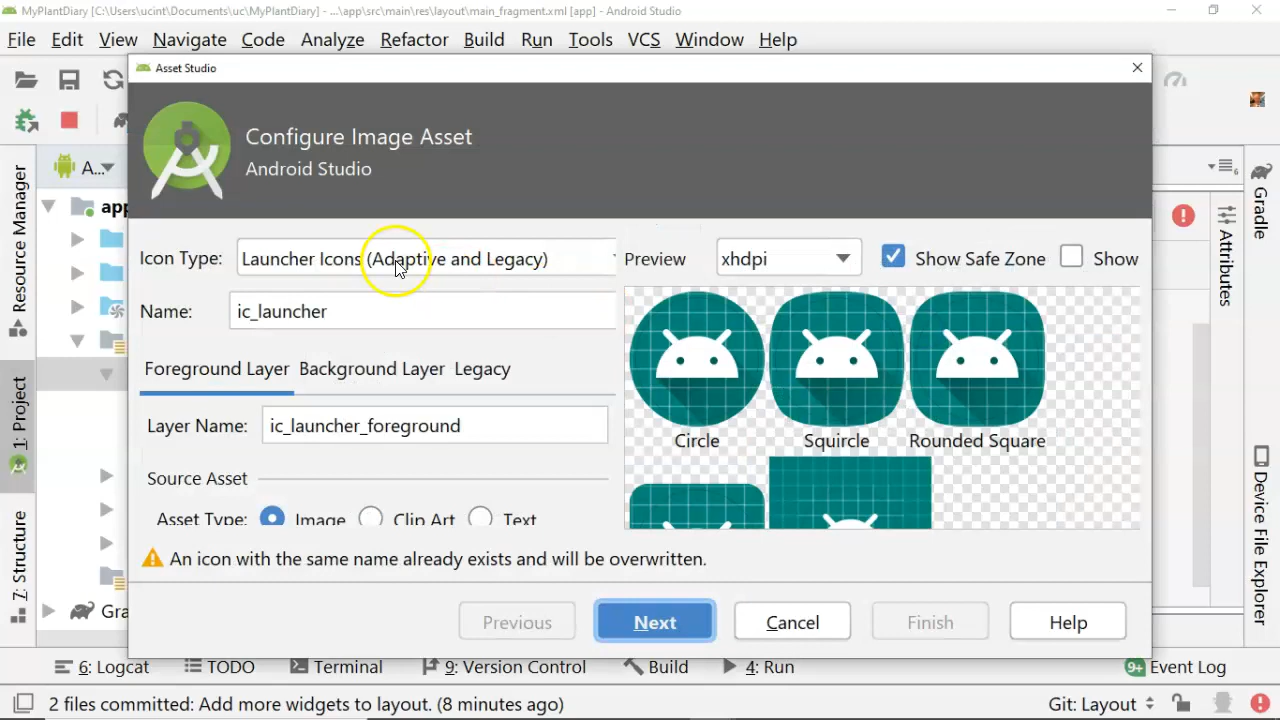 MyPlantDiary [C:\Users\ucint\Documents\uc\MyPlantDiary] - ...\app\src\main\res\layout\main_fragment.xml [app] - Android Studio
File Edit View Navigate Code Analyze Refactor Build Run Tools VCS Window Help
Asset Studio
Configure Image Asset
Android Studio
A...
app
Gra
Resource Manager
1: Project
7: Structure
Gradle
Attributes
Device File Explorer
Icon Type: Launcher Icons (Adaptive and Legacy)
Name: ic_launcher
Foreground Layer Background Layer Legacy
Layer Name: ic_launcher_foreground
Source Asset
Asset Type: Image Clip Art Text
Preview xhdpi Show Safe Zone Show
Circle Squircle Rounded Square
An icon with the same name already exists and will be overwritten.
Previous Next Cancel Finish Help
6: Logcat TODO Terminal 9: Version Control Build 4: Run 9+ Event Log
2 files committed: Add more widgets to layout. (8 minutes ago) Git: Layout